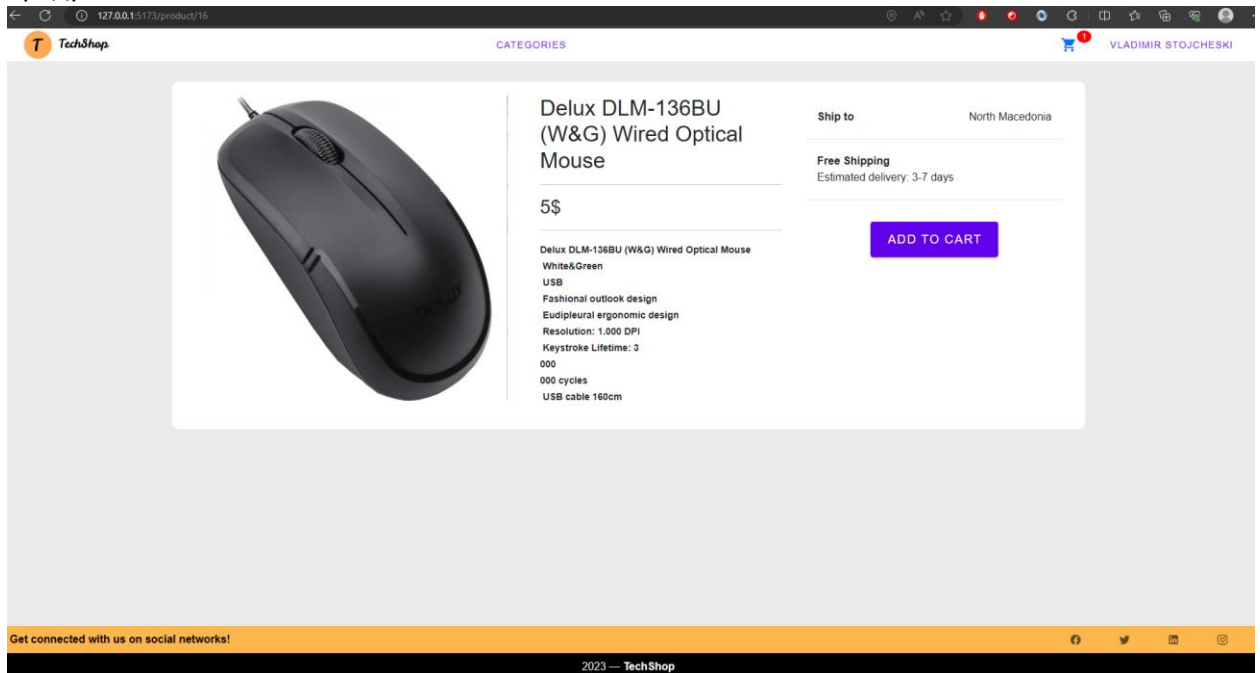 127.0.0.1:5173/product/16
T TechShop
CATEGORIES
1
VLADIMIR STOJCHESKI
Delux DLM-136BU
(W&G) Wired Optical
Mouse
5$
Delux DLM-136BU (W&G) Wired Optical Mouse
White&Green
USB
Fashional outlook design
Eudipleural ergonomic design
Resolution: 1.000 DPI
Keystroke Lifetime: 3
000
000 cycles
USB cable 160cm
Ship to North Macedonia
Free Shipping
Estimated delivery: 3-7 days
ADD TO CART
DELUX
Get connected with us on social networks!
2023 — TechShop